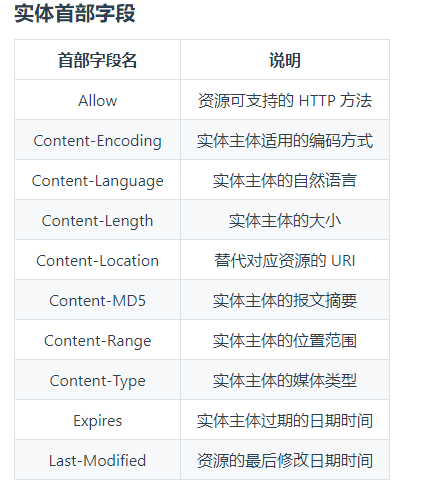 实体首部字段
首部字段名 说明
Allow 资源可支持的 HTTP 方法
Content-Encoding 实体主体适用的编码方式
Content-Language 实体主体的自然语言
Content-Length 实体主体的大小
Content-Location 替代对应资源的 URI
Content-MD5 实体主体的报文摘要
Content-Range 实体主体的位置范围
Content-Type 实体主体的媒体类型
Expires 实体主体过期的日期时间
Last-Modified 资源的最后修改日期时间